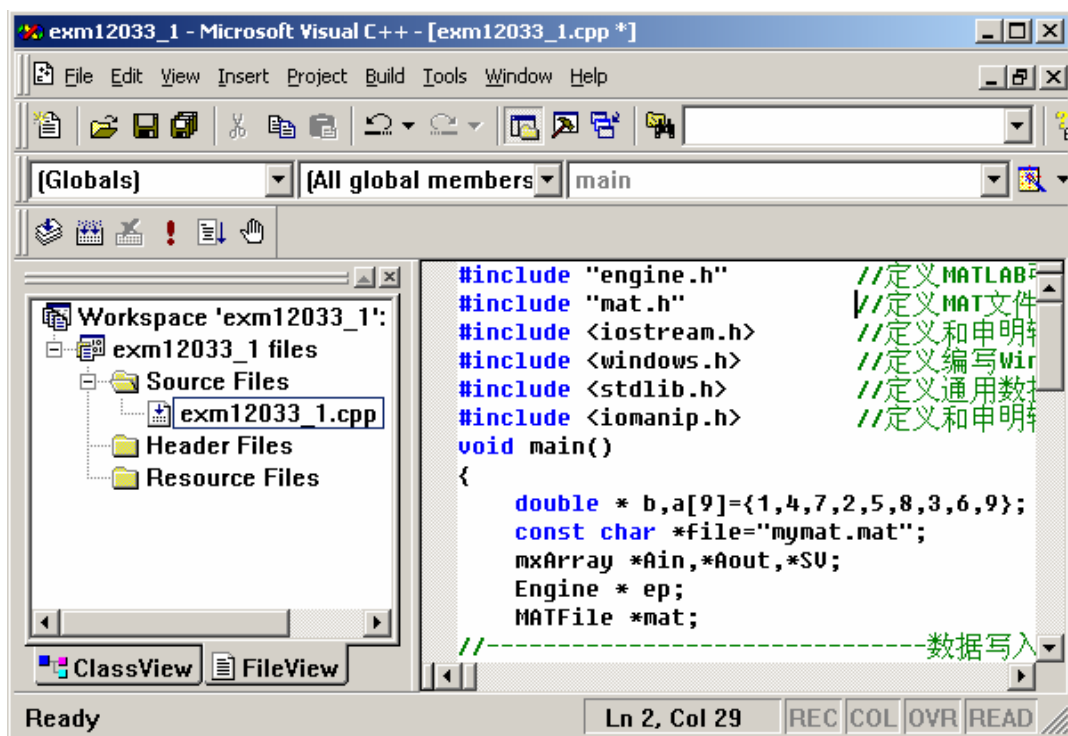 exm12033_1 - Microsoft Visual C++ - [exm12033_1.cpp *]
File Edit View Insert Project Build Tools Window Help
(Globals) (All global members main
Workspace 'exm12033_1':
exm12033_1 files
Source Files
exm12033_1.cpp
Header Files
Resource Files
ClassView FileView
#include "engine.h" //定义MATLAB
#include "mat.h" //定义MAT文件
#include <iostream.h> //定义和申明
#include <windows.h> //定义编写Win
#include <stdlib.h> //定义通用数
#include <iomanip.h> //定义和申明
void main()
{
double * b,a[9]={1,4,7,2,5,8,3,6,9};
const char *file="mymat.mat";
mxArray *Ain,*Aout,*SV;
Engine * ep;
MATFile *mat;
//-------------------------------数据写入
Ready Ln 2, Col 29 REC COL OVR READ